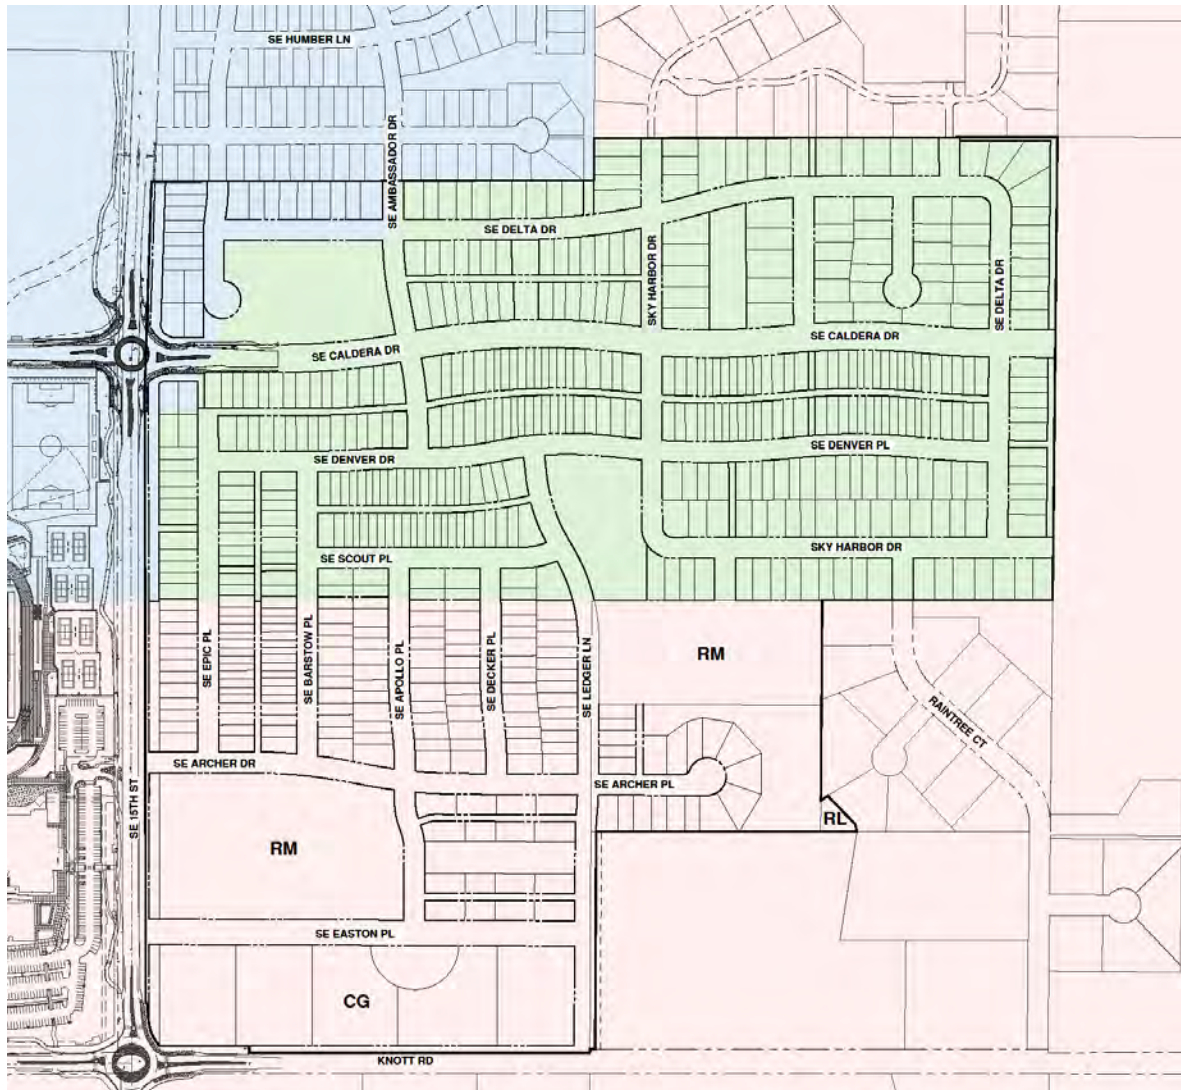 SE HUMBER LN
SE AMBASSADOR DR
SE DELTA DR
SKY HARBOR DR
SE DELTA DR
SE CALDERA DR
SE CALDERA DR
SE DENVER DR
SE DENVER PL
SE SCOUT PL
SKY HARBOR DR
SE EPIC PL
SE BARSTOW PL
SE APOLLO PL
SE DECKER PL
SE LEDGER LN
RM
RAINTREE CT
SE ARCHER DR
SE ARCHER PL
SE 15TH ST
RL
RM
SE EASTON PL
CG
KNOTT RD